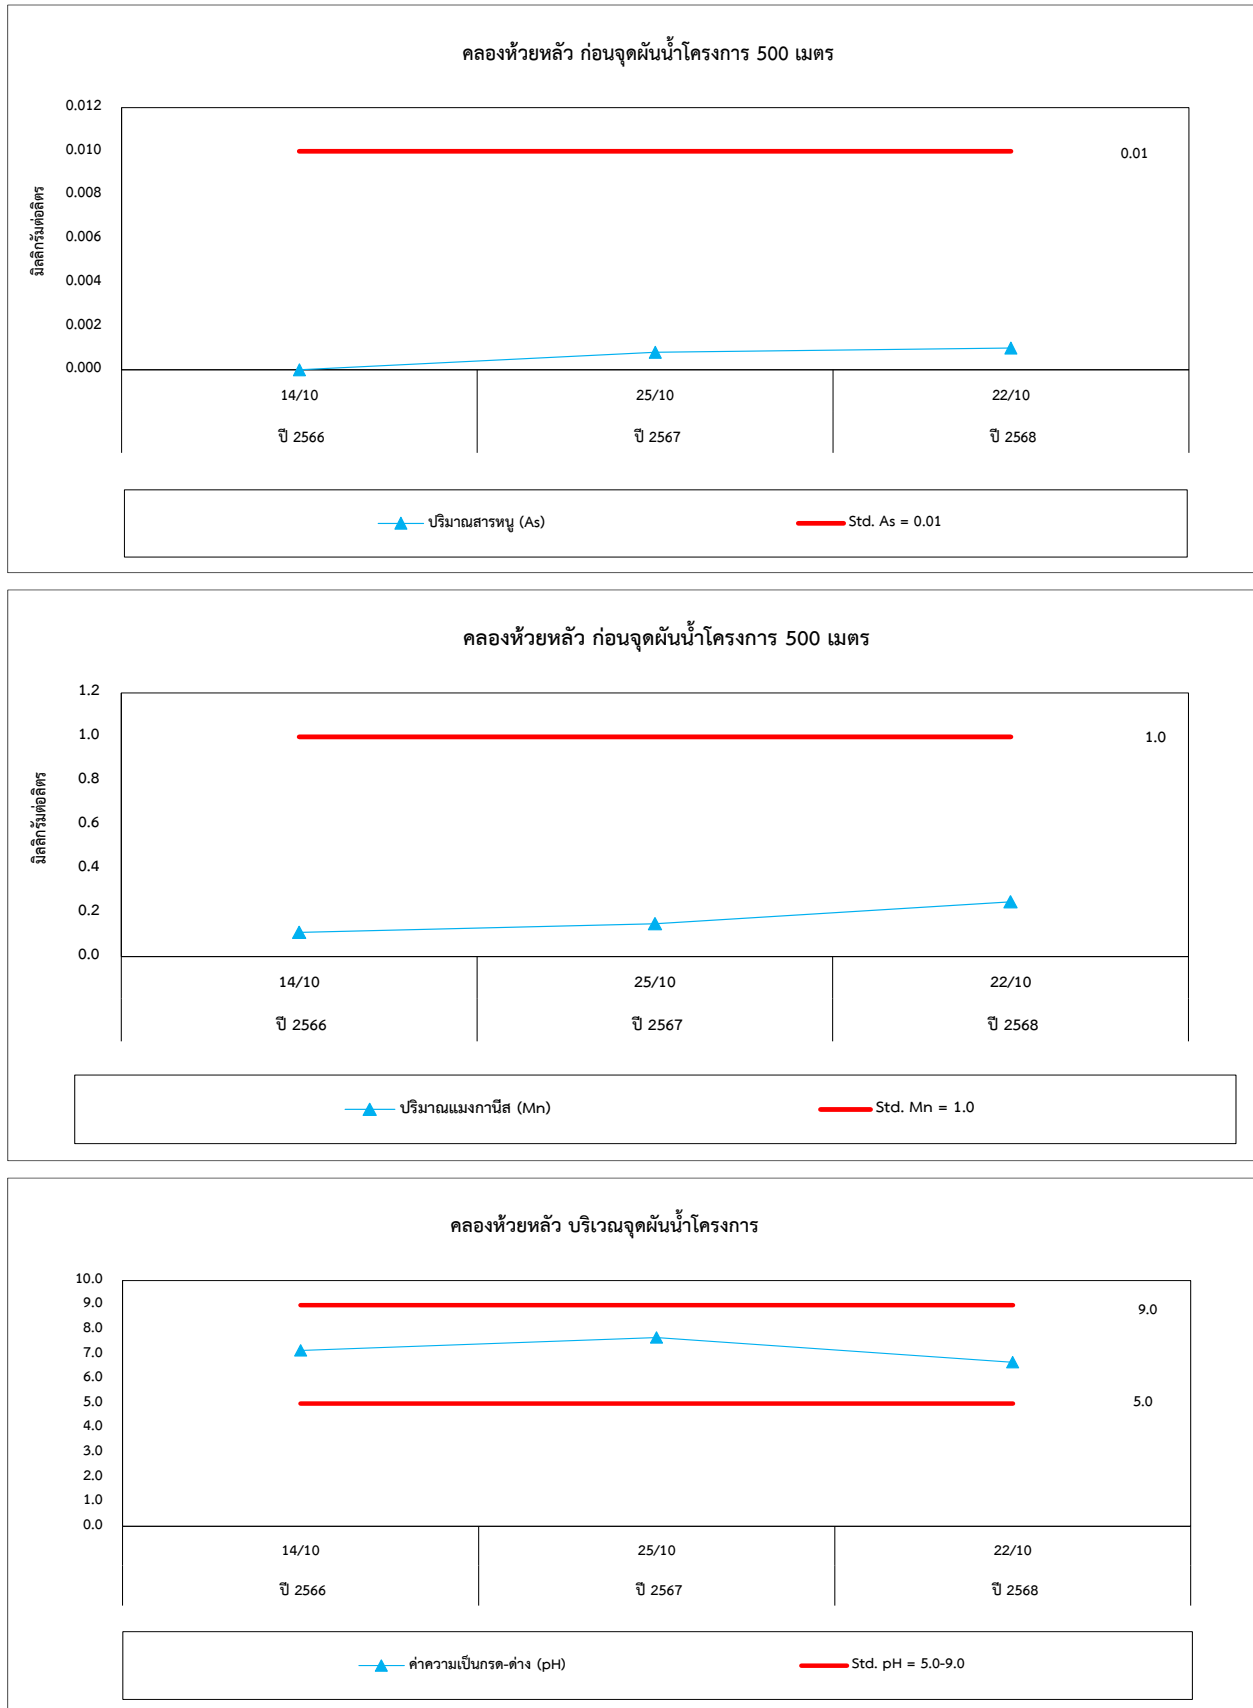 คลองห้วยหลัว ก่อนจุดผันน้ำโครงการ 500 เมตร
มิลลิกรัมต่อลิตร
0.012
0.010
0.008
0.006
0.004
0.002
0.000
0.01
14/10 25/10 22/10
ปี 2566 ปี 2567 ปี 2568
ปริมาณสารหนู (As) Std. As = 0.01
คลองห้วยหลัว ก่อนจุดผันน้ำโครงการ 500 เมตร
มิลลิกรัมต่อลิตร
1.2
1.0
0.8
0.6
0.4
0.2
0.0
1.0
14/10 25/10 22/10
ปี 2566 ปี 2567 ปี 2568
ปริมาณแมงกานีส (Mn) Std. Mn = 1.0
คลองห้วยหลัว บริเวณจุดผันน้ำโครงการ
10.0
9.0
8.0
7.0
6.0
5.0
4.0
3.0
2.0
1.0
0.0
9.0
5.0
14/10 25/10 22/10
ปี 2566 ปี 2567 ปี 2568
ค่าความเป็นกรด-ด่าง (pH) Std. pH = 5.0-9.0